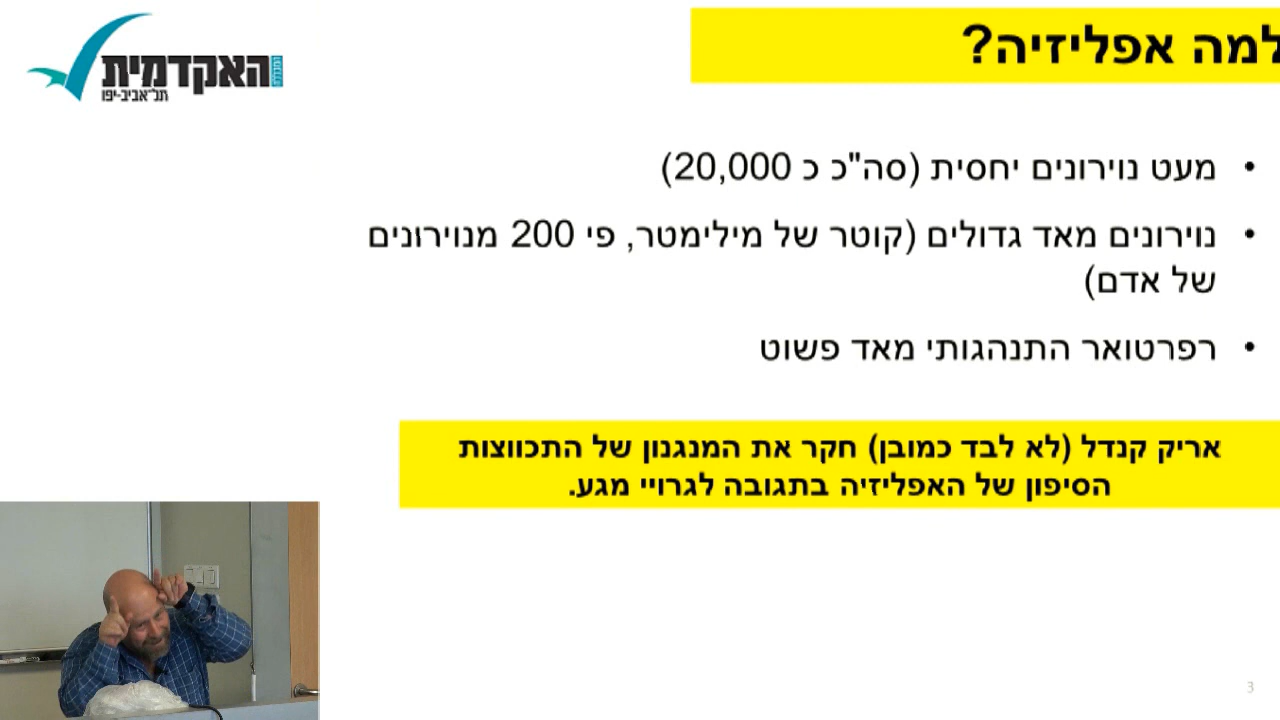 האקדמית
תל־אביב-יפו
למה אפליזיה?
• מעט נוירונים יחסית (סה"כ כ 20,000)
• נוירונים מאד גדולים (קוטר של מילימטר, פי 200 מנוירונים
של אדם)
• רפרטואר התנהגותי מאד פשוט
אריק קנדל (לא לבד כמובן) חקר את המנגנון של התכווצות
הסיפון של האפליזיה בתגובה לגרויי מגע.
3